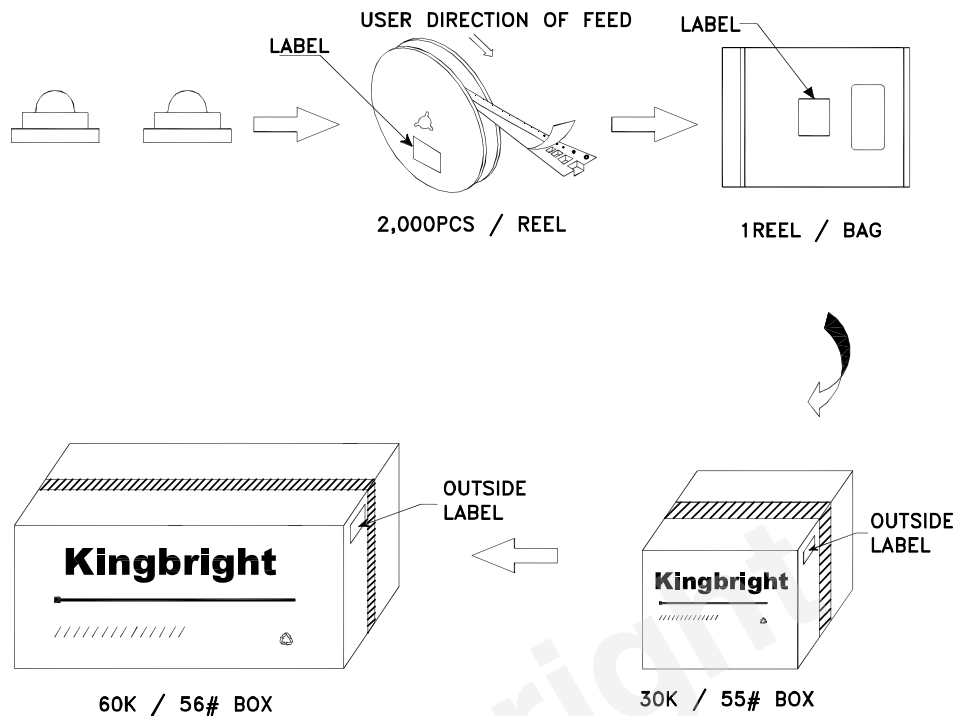 USER DIRECTION OF FEED
LABEL
LABEL
2,000PCS / REEL
1REEL / BAG
OUTSIDE
LABEL
Kingbright
60K / 56# BOX
OUTSIDE
LABEL
Kingbright
30K / 55# BOX
right